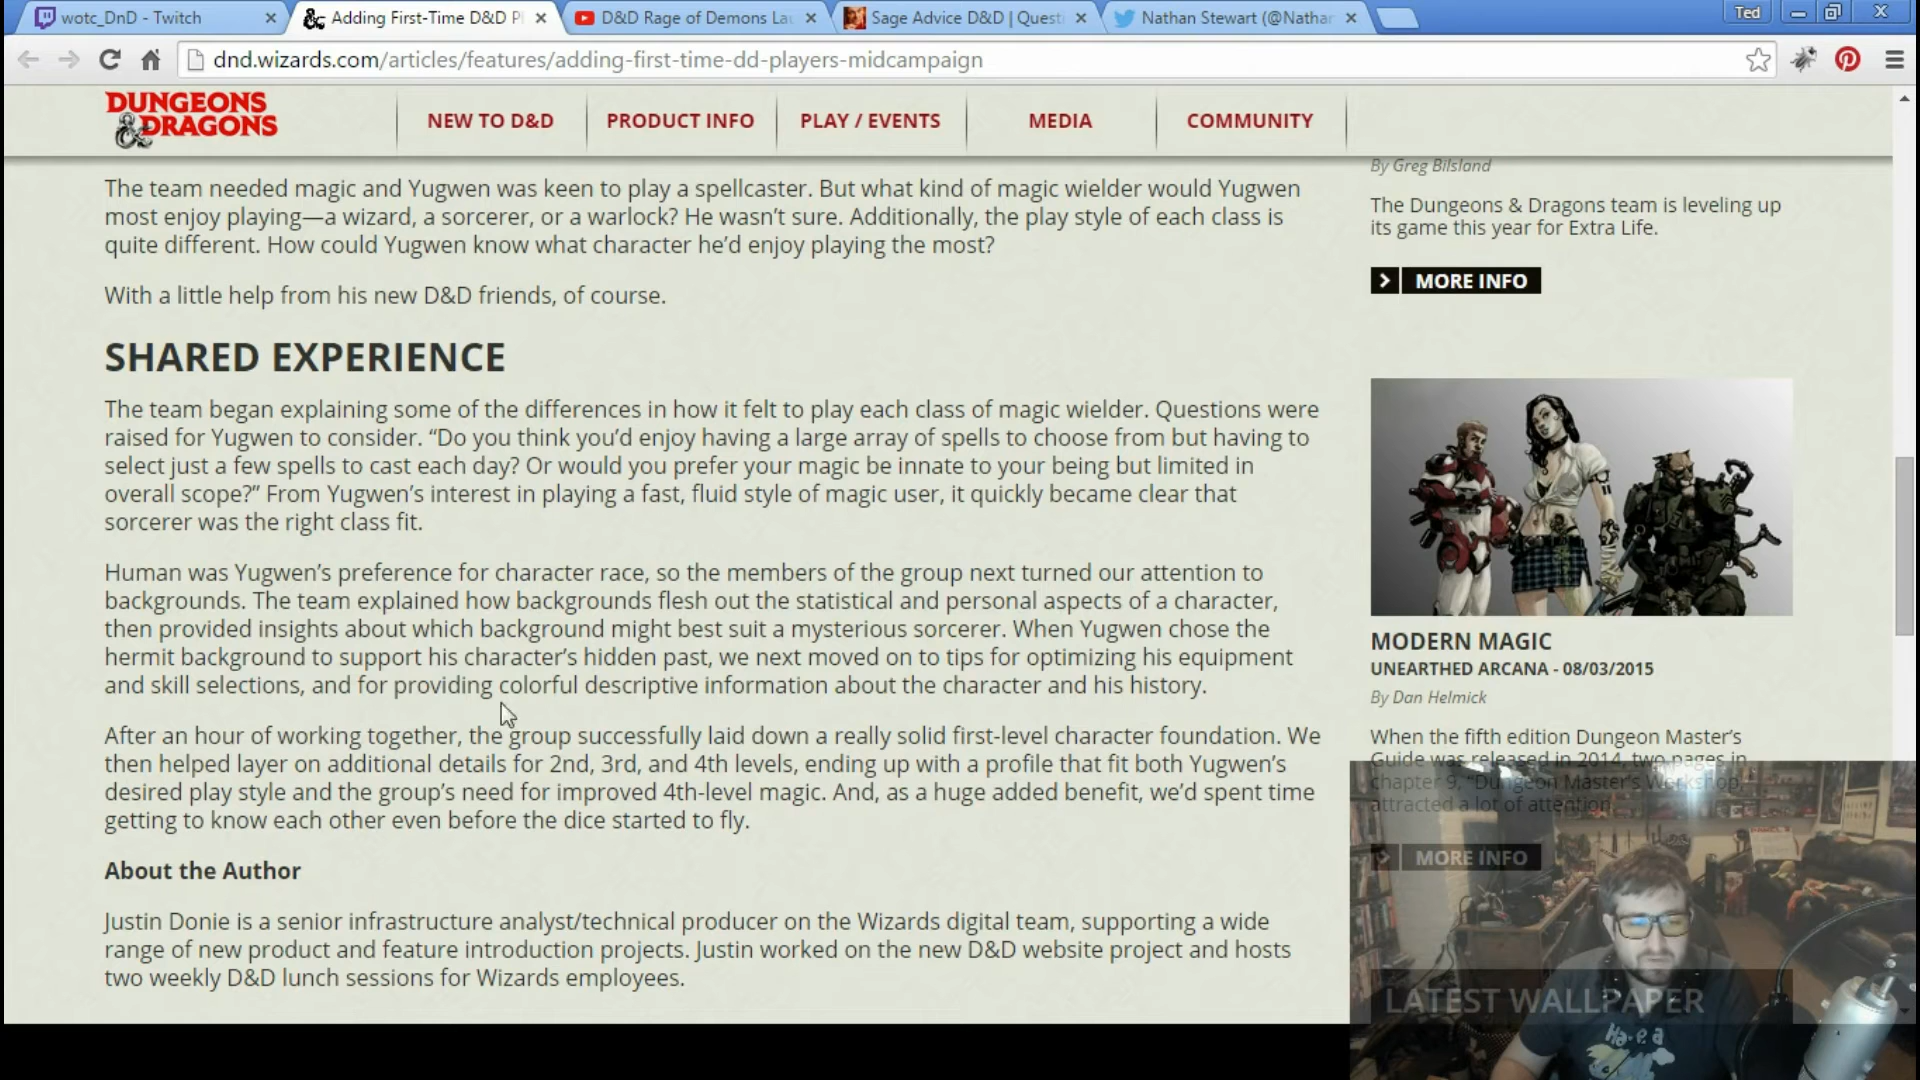 wotc_DnD - Twitch
Adding First-Time D&D Pl
D&D Rage of Demons Lau
Sage Advice D&D | Questi
Nathan Stewart (@Nathan
Ted
dnd.wizards.com/articles/features/adding-first-time-dd-players-midcampaign
DUNGEONS
& DRAGONS
NEW TO D&D
PRODUCT INFO
PLAY / EVENTS
MEDIA
COMMUNITY
The team needed magic and Yugwen was keen to play a spellcaster. But what kind of magic wielder would Yugwen
most enjoy playing—a wizard, a sorcerer, or a warlock? He wasn’t sure. Additionally, the play style of each class is
quite different. How could Yugwen know what character he’d enjoy playing the most?
With a little help from his new D&D friends, of course.
SHARED EXPERIENCE
The team began explaining some of the differences in how it felt to play each class of magic wielder. Questions were
raised for Yugwen to consider. “Do you think you’d enjoy having a large array of spells to choose from but having to
select just a few spells to cast each day? Or would you prefer your magic be innate to your being but limited in
overall scope?” From Yugwen’s interest in playing a fast, fluid style of magic user, it quickly became clear that
sorcerer was the right class fit.
Human was Yugwen’s preference for character race, so the members of the group next turned our attention to
backgrounds. The team explained how backgrounds flesh out the statistical and personal aspects of a character,
then provided insights about which background might best suit a mysterious sorcerer. When Yugwen chose the
hermit background to support his character’s hidden past, we next moved on to tips for optimizing his equipment
and skill selections, and for providing colorful descriptive information about the character and his history.
After an hour of working together, the group successfully laid down a really solid first-level character foundation. We
then helped layer on additional details for 2nd, 3rd, and 4th levels, ending up with a profile that fit both Yugwen’s
desired play style and the group’s need for improved 4th-level magic. And, as a huge added benefit, we’d spent time
getting to know each other even before the dice started to fly.
About the Author
Justin Donie is a senior infrastructure analyst/technical producer on the Wizards digital team, supporting a wide
range of new product and feature introduction projects. Justin worked on the new D&D website project and hosts
two weekly D&D lunch sessions for Wizards employees.
By Greg Bilsland
The Dungeons & Dragons team is leveling up
its game this year for Extra Life.
MORE INFO
MODERN MAGIC
UNEARTHED ARCANA - 08/03/2015
By Dan Helmick
When the fifth edition Dungeon Master’s
Guide was released in 2014, two pages in
chapter 9, “Dungeon Master’s Workshop,
attracted a lot of attention.
MORE INFO
LATEST WALLPAPER